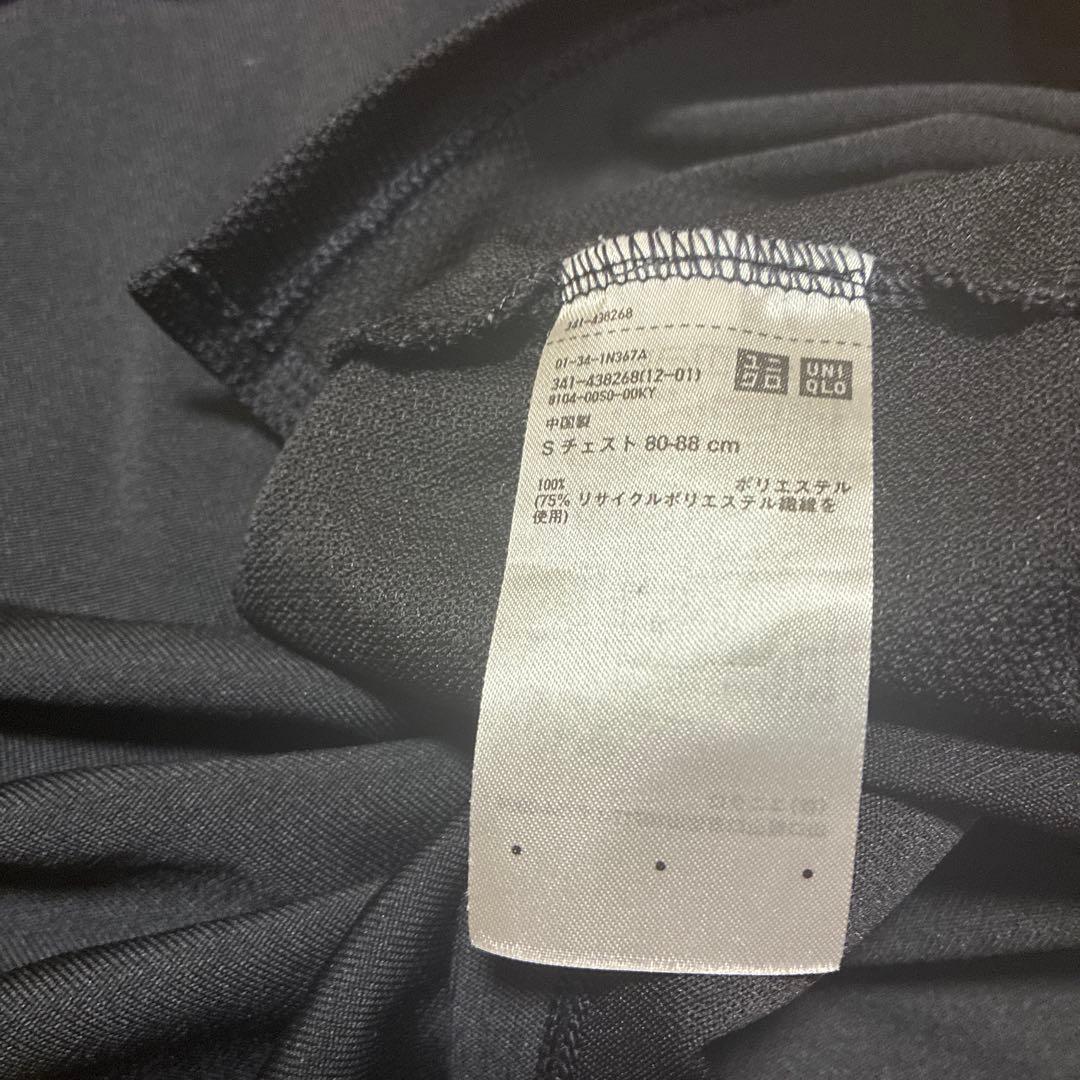 341-438268
01-34-1N367A
341-438268(12-01)
8104-00S0-00KY
ユニ
クロ
UNI
QLO
中国製
S チェスト 80-88 cm
100% ポリエステル
(75% リサイクルポリエステル繊維を
使用)